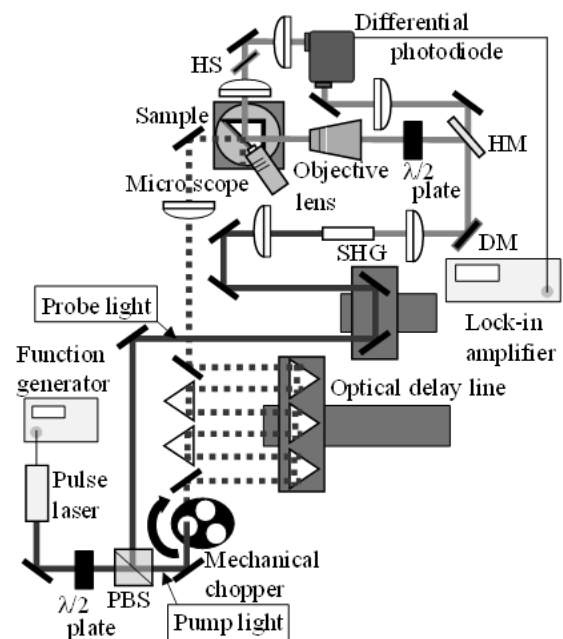 Differential
photodiode
HS
Sample
HM
Objective
lens
λ/2
plate
Micro scope
SHG
DM
Probe light
Lock-in
amplifier
Function
generator
Optical delay line
Pulse
laser
Mechanical
chopper
λ/2
plate
PBS
Pump light